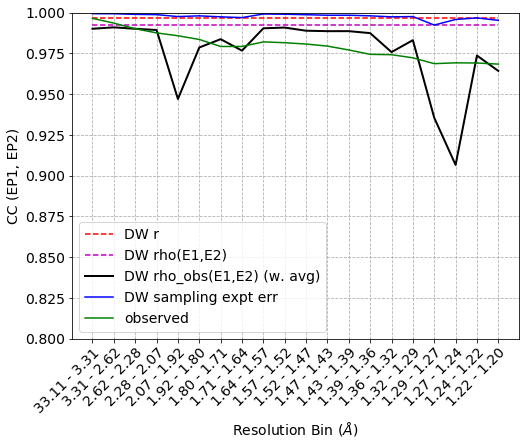 1.000
0.975
0.950
0.925
0.900
0.875
0.850
0.825
0.800
CC (EP1, EP2)
DW r
DW rho(E1,E2)
DW rho_obs(E1,E2) (w. avg)
DW sampling expt err
observed
33.11 - 3.31
3.31 - 2.62
2.62 - 2.28
2.28 - 2.07
2.07 - 1.92
1.92 - 1.80
1.80 - 1.71
1.71 - 1.64
1.64 - 1.57
1.57 - 1.52
1.52 - 1.47
1.47 - 1.43
1.43 - 1.39
1.39 - 1.36
1.36 - 1.32
1.32 - 1.29
1.29 - 1.27
1.27 - 1.24
1.24 - 1.22
1.22 - 1.20
Resolution Bin (Å)